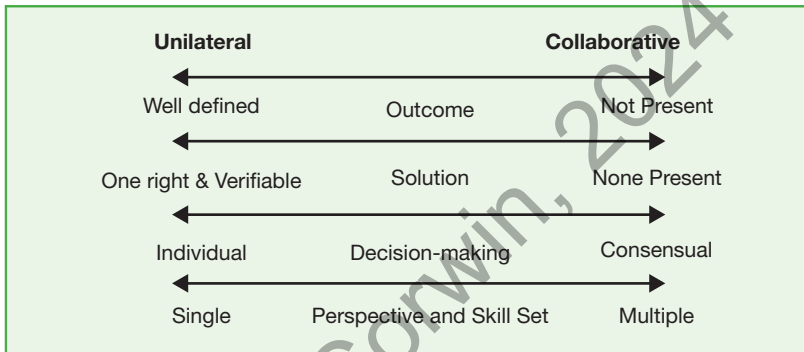 Unilateral Collaborative
Well defined Outcome Not Present
One right & Verifiable Solution None Present
Individual Decision-making Consensual
Single Perspective and Skill Set Multiple
Corwin, 2024